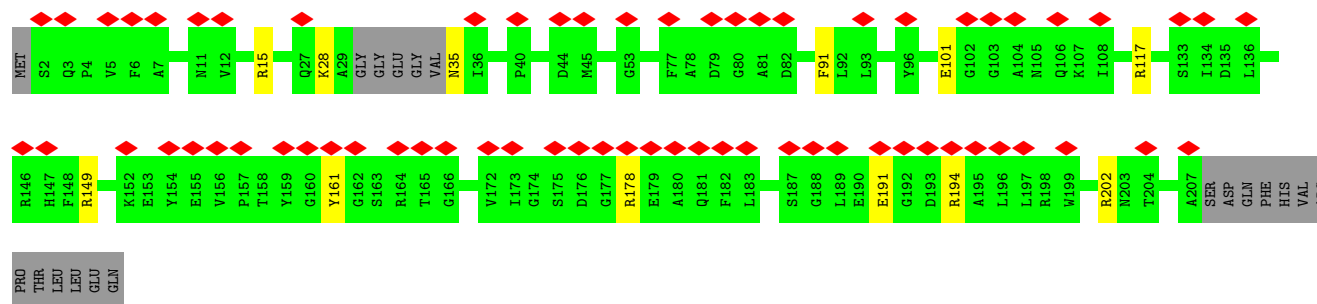 MET S2 Q3 P4 V5 F6 A7 N11 V12 R15 Q27 K28 A29 GLY GLY GLU GLY VAL N35 I36 P40 D44 M45 G53 F77 A78 D79 G80 A81 D82 F91 L92 L93 Y96 E101 G102 G103 A104 N105 Q106 K107 I108 R117 S133 I134 D135 L136
R146 H147 F148 R149 K152 E153 Y154 E155 V156 P157 T158 Y159 G160 Y161 G162 S163 R164 T165 G166 V172 I173 G174 S175 D176 G177 R178 E179 A180 Q181 F182 L183 S187 G188 L189 E190 E191 G192 D193 R194 A195 L196 L197 R198 W199 R202 N203 T204 A207 SER ASP GLN PHE HIS VAL
PRO THR LEU LEU GLU GLN